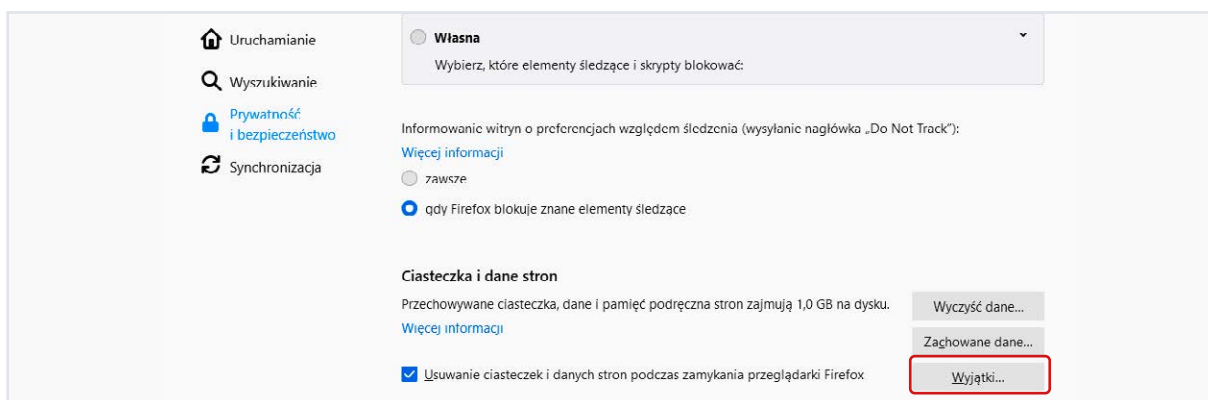 Uruchamianie
Wyszukiwanie
Prywatność
i bezpieczeństwo
Synchronizacja
Własna
Wybierz, które elementy śledzące i skrypty blokować:
Informowanie witryn o preferencjach względem śledzenia (wysyłanie nagłówka „Do Not Track”):
Więcej informacji
zawsze
gdy Firefox blokuje znane elementy śledzące
Ciasteczka i dane stron
Przechowywane ciasteczka, dane i pamięć podręczna stron zajmują 1,0 GB na dysku.
Wyczyść dane...
Więcej informacji
Zachowane dane...
Usuwanie ciasteczek i danych stron podczas zamykania przeglądarki Firefox
Wyjątki...